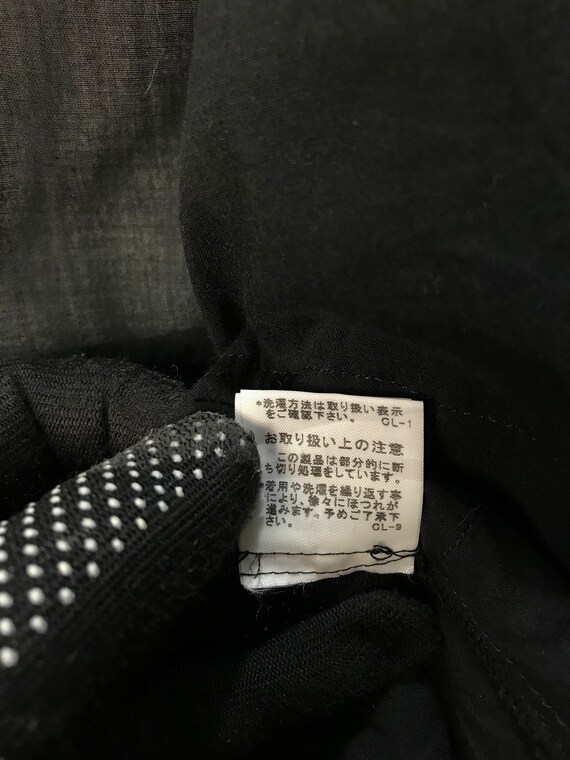 *洗濯方法は取り扱い表示
をご確認下さい。 CL-1
お取り扱い上の注意
この製品は部分的に断
ち切り処理をしています。
*着用や洗濯を繰り返す事
により、徐々にほつれが
進みます。予めご了承下
さい。 CL-9